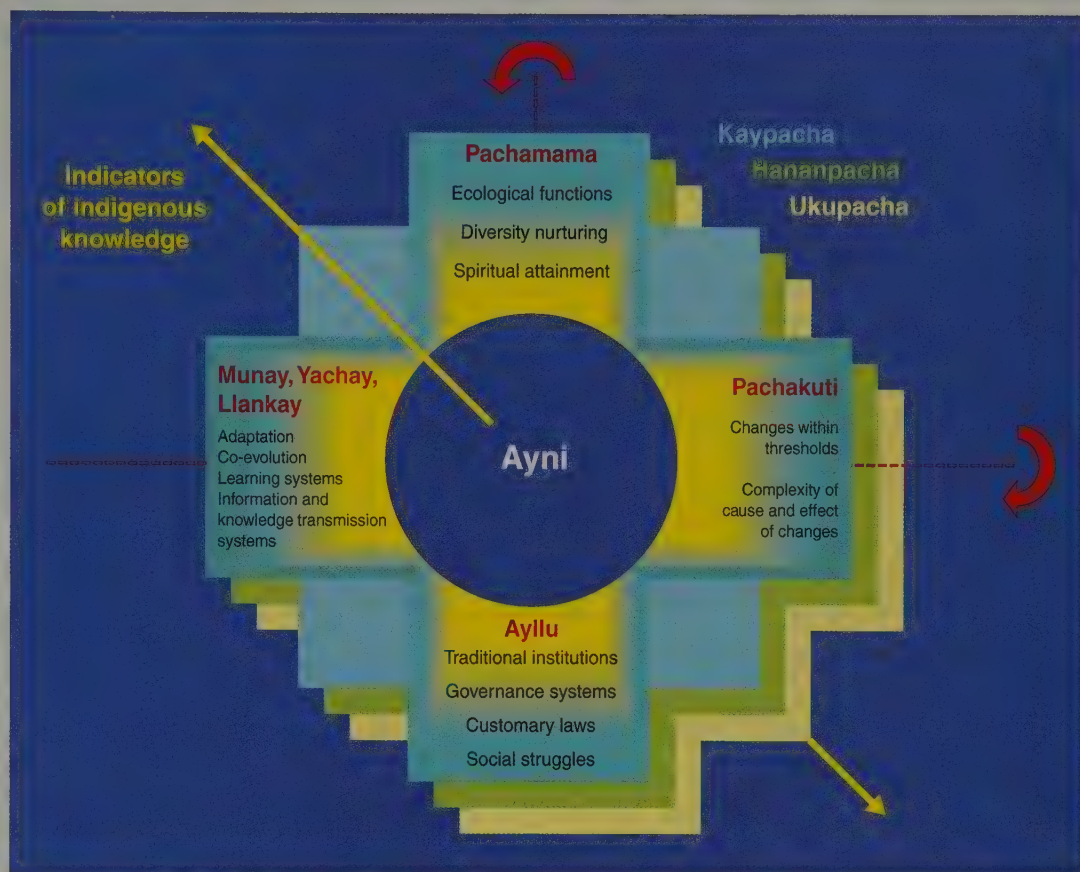 Indicators
of indigenous
knowledge
Kaypacha
Hananpacha
Ukupacha
Pachamama
Ecological functions
Diversity nurturing
Spiritual attainment
Munay, Yachay,
Llankay
Adaptation
Co-evolution
Learning systems
Information and
knowledge transmission
systems
Ayni
Pachakuti
Changes within
thresholds
Complexity of
cause and effect
of changes
Ayllu
Traditional institutions
Governance systems
Customary laws
Social struggles